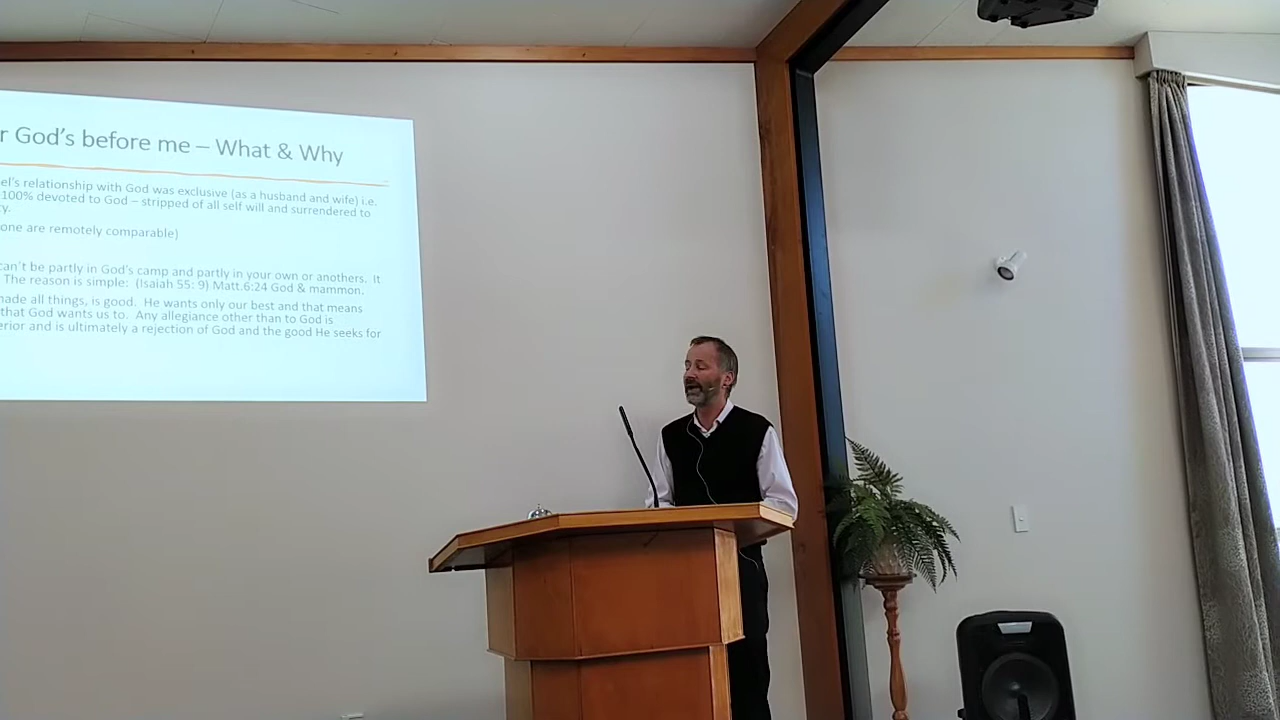 r God's before me – What & Why
el's relationship with God was exclusive (as a husband and wife) i.e.
100% devoted to God – stripped of all self will and surrendered to
ry.
one are remotely comparable)
can't be partly in God's camp and partly in your own or anothers. It
The reason is simple: (Isaiah 55: 9) Matt.6:24 God & mammon.
made all things, is good. He wants only our best and that means
that God wants us to. Any allegiance other than to God is
erior and is ultimately a rejection of God and the good He seeks for